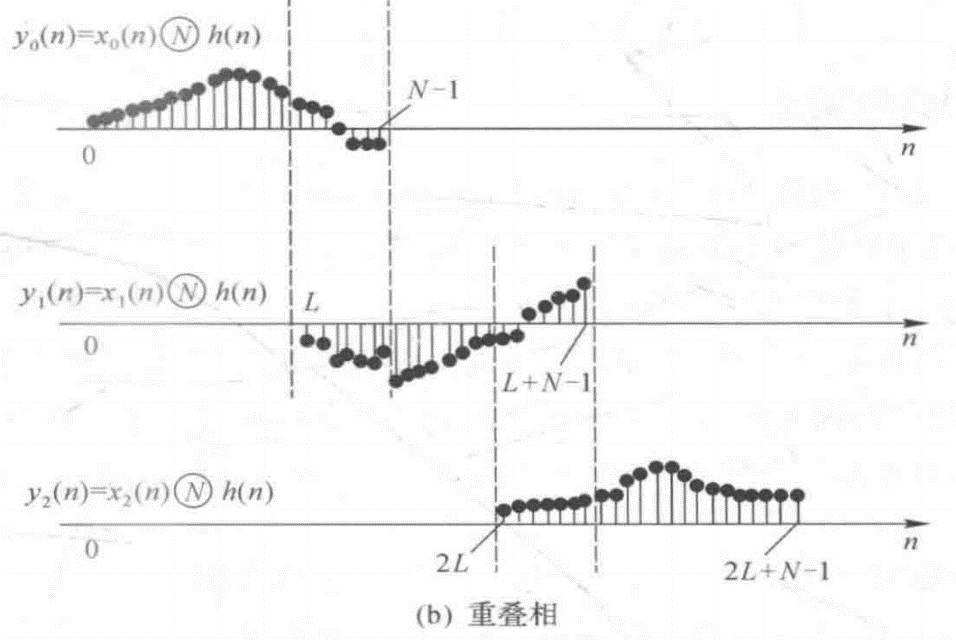 y₀(n)=x₀(n)Ⓝ h(n)
N-1
0
n
y₁(n)=x₁(n)Ⓝ h(n)
L
0
n
L+N-1
y₂(n)=x₂(n)Ⓝ h(n)
0
n
2L
2L+N-1
(b) 重叠相